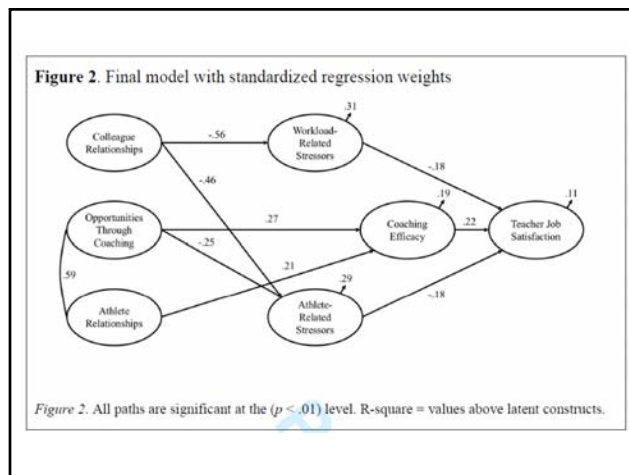 Figure 2. Final model with standardized regression weights
.31
Colleague
Relationships
-.56
Workload-
Related
Stressors
-.18
-.46
.19
.11
Opportunities
Through
Coaching
.27
Coaching
Efficacy
.22
Teacher Job
Satisfaction
-.25
.59
.21
.29
Athlete
Relationships
Athlete-
Related
Stressors
-.18
Figure 2. All paths are significant at the (p < .01) level. R-square = values above latent constructs.